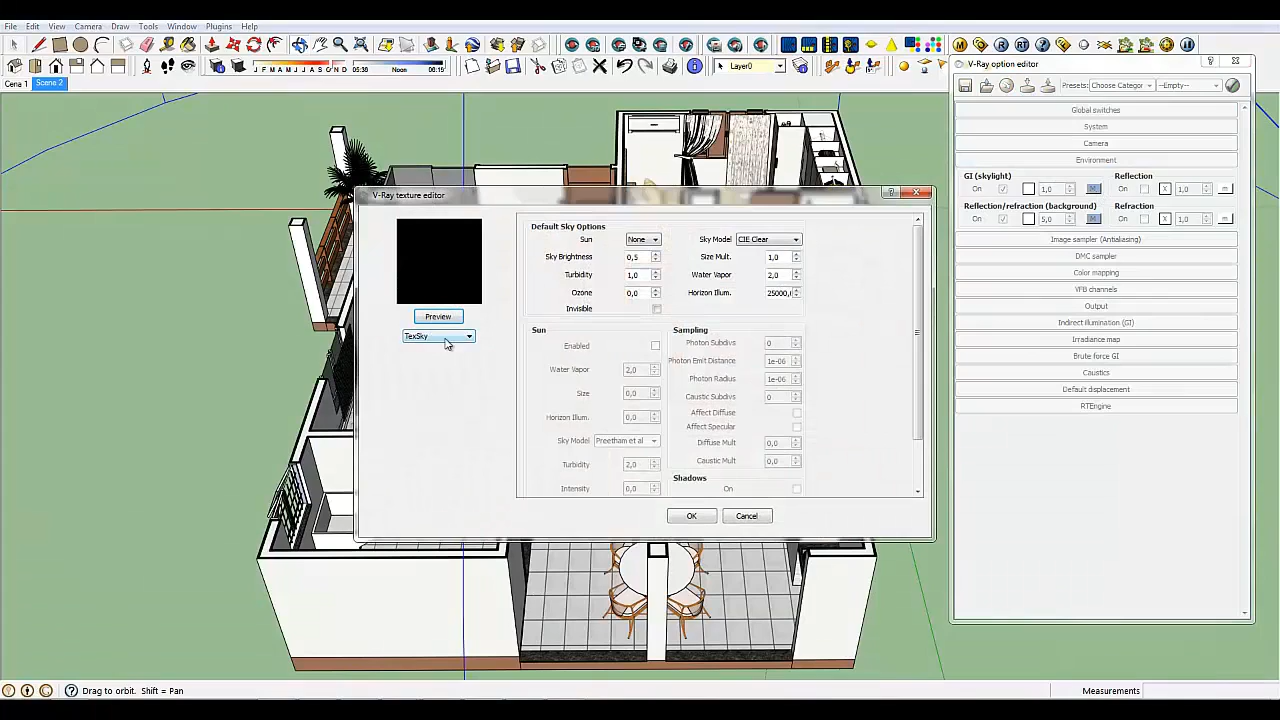 File Edit View Camera Draw Tools Window Plugins Help
J F M A M J J A S O N D
Noon
Layer0
Cena 1 Scene 2
V-Ray option editor
Presets: Choose Categor --Empty--
Global switches
System
Camera
Environment
GI (skylight)
Reflection
On 1,0 M On X 1,0 m
Reflection/refraction (background)
Refraction
On 5,0 M On X 1,0 m
Image sampler (Antialiasing)
DMC sampler
Color mapping
VFB channels
Output
Indirect illumination (GI)
Irradiance map
Brute force GI
Caustics
Default displacement
RTEngine
V-Ray texture editor
Preview
TexSky
Default Sky Options
Sun None Sky Model CIE Clear
Sky Brightness 0,5 Size Mult. 1,0
Turbidity 1,0 Water Vapor 2,0
Ozone 0,0 Horizon Illum.
Invisible
Sun
Enabled
Water Vapor 2,0
Size 0,0
Horizon Illum. 0,0
Sky Model Preetham et al
Turbidity 2,0
Intensity 0,0
Sampling
Photon Subdivs 0
Photon Emit Distance 1e-06
Photon Radius 1e-06
Caustic Subdivs 0
Affect Diffuse
Affect Specular
Diffuse Mult 0,0
Caustic Mult 0,0
Shadows
On
OK Cancel
Drag to orbit. Shift = Pan
Measurements